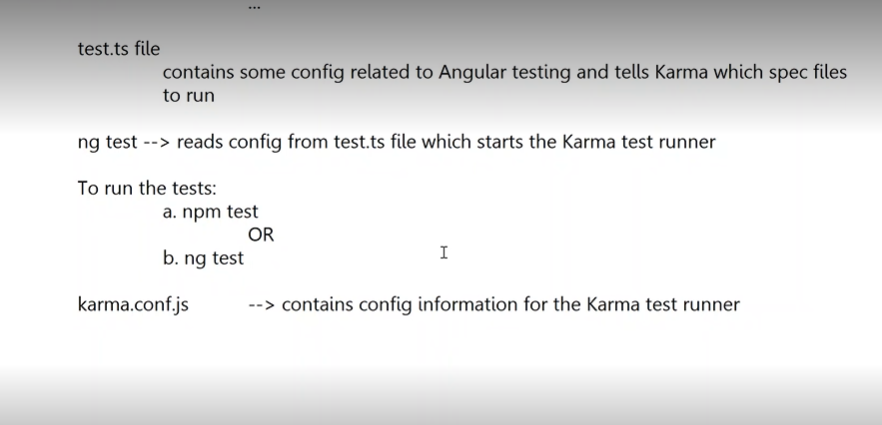 ...
test.ts file
contains some config related to Angular testing and tells Karma which spec files
to run
ng test --> reads config from test.ts file which starts the Karma test runner
To run the tests:
a. npm test
OR
b. ng test
karma.conf.js --> contains config information for the Karma test runner